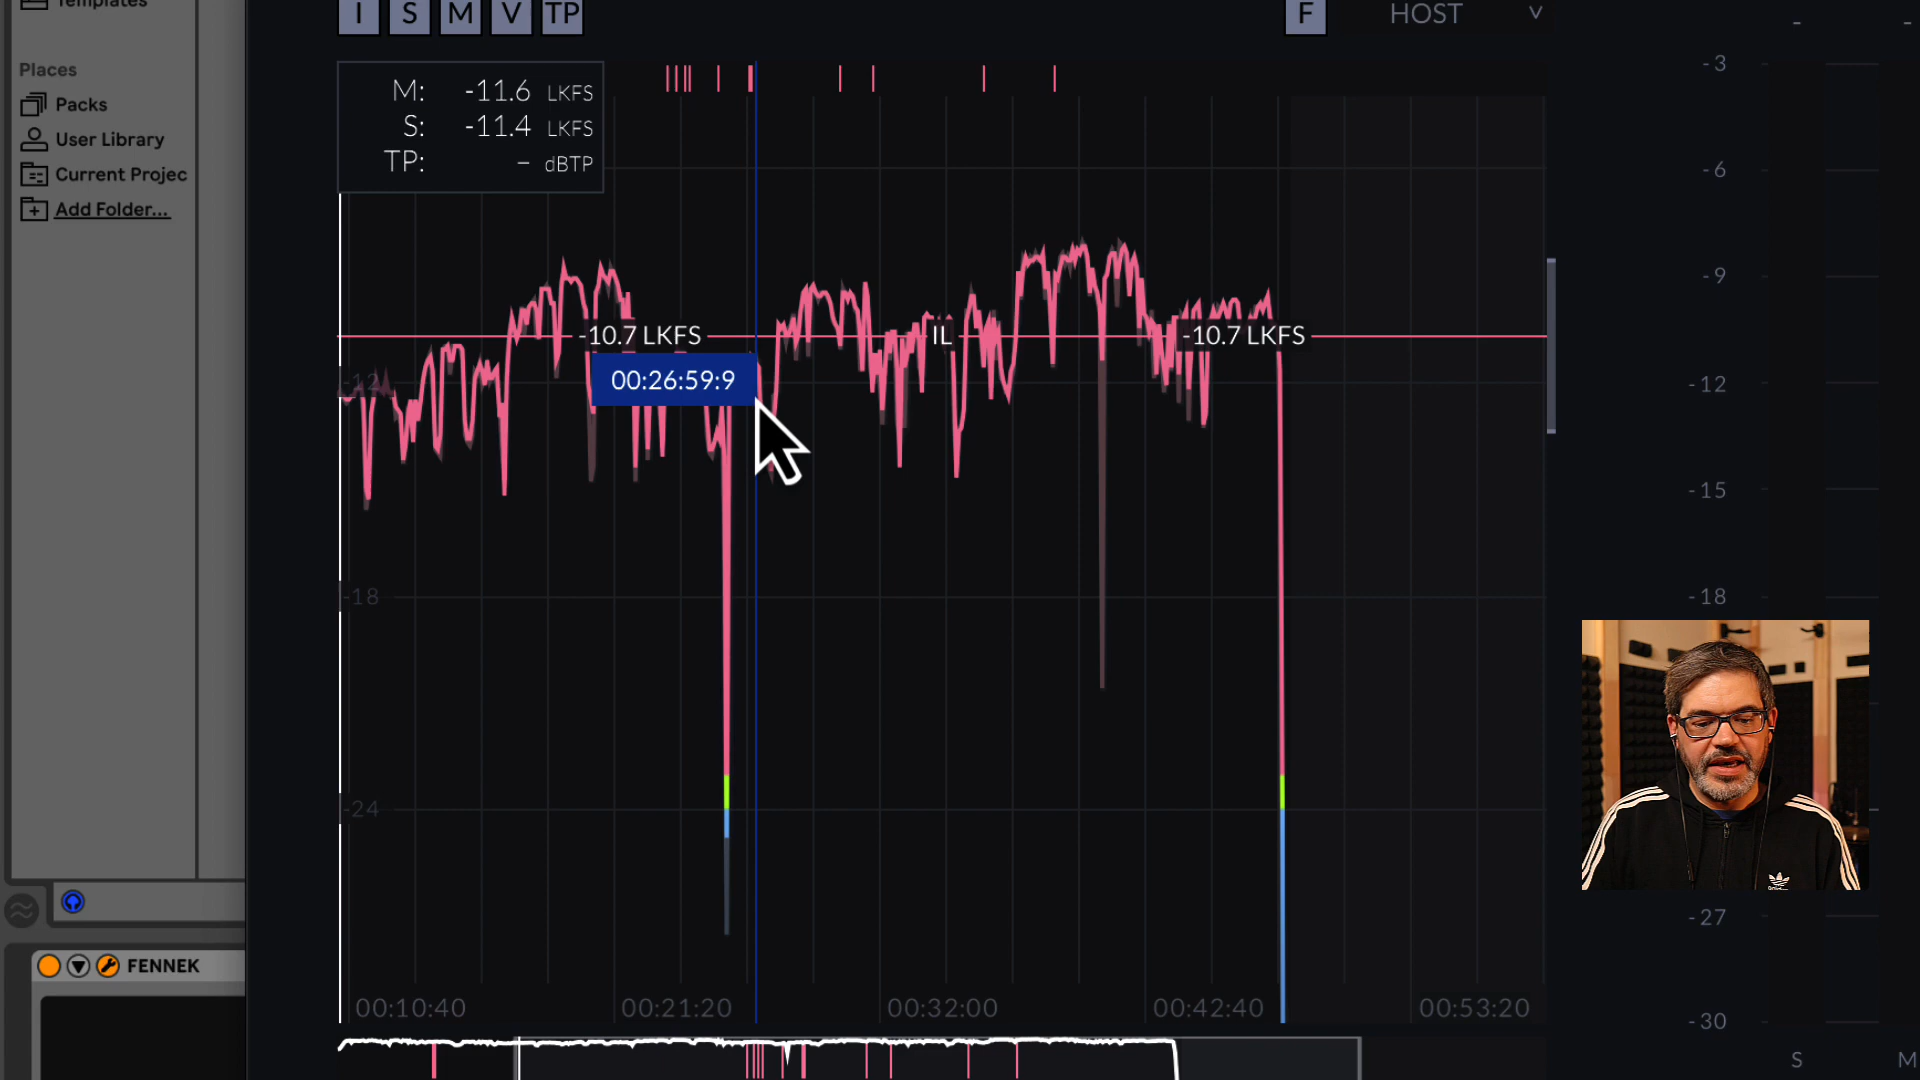 Templates
Places
Packs
User Library
Current Projec
Add Folder...
FENNEK
I S M V TP
F HOST
M: -11.6 LKFS
S: -11.4 LKFS
TP: – dBTP
-10.7 LKFS
IL
-10.7 LKFS
00:26:59:9
-12
-18
-24
00:10:40
00:21:20
00:32:00
00:42:40
00:53:20
-3
-6
-9
-12
-15
-18
-27
-30
S M